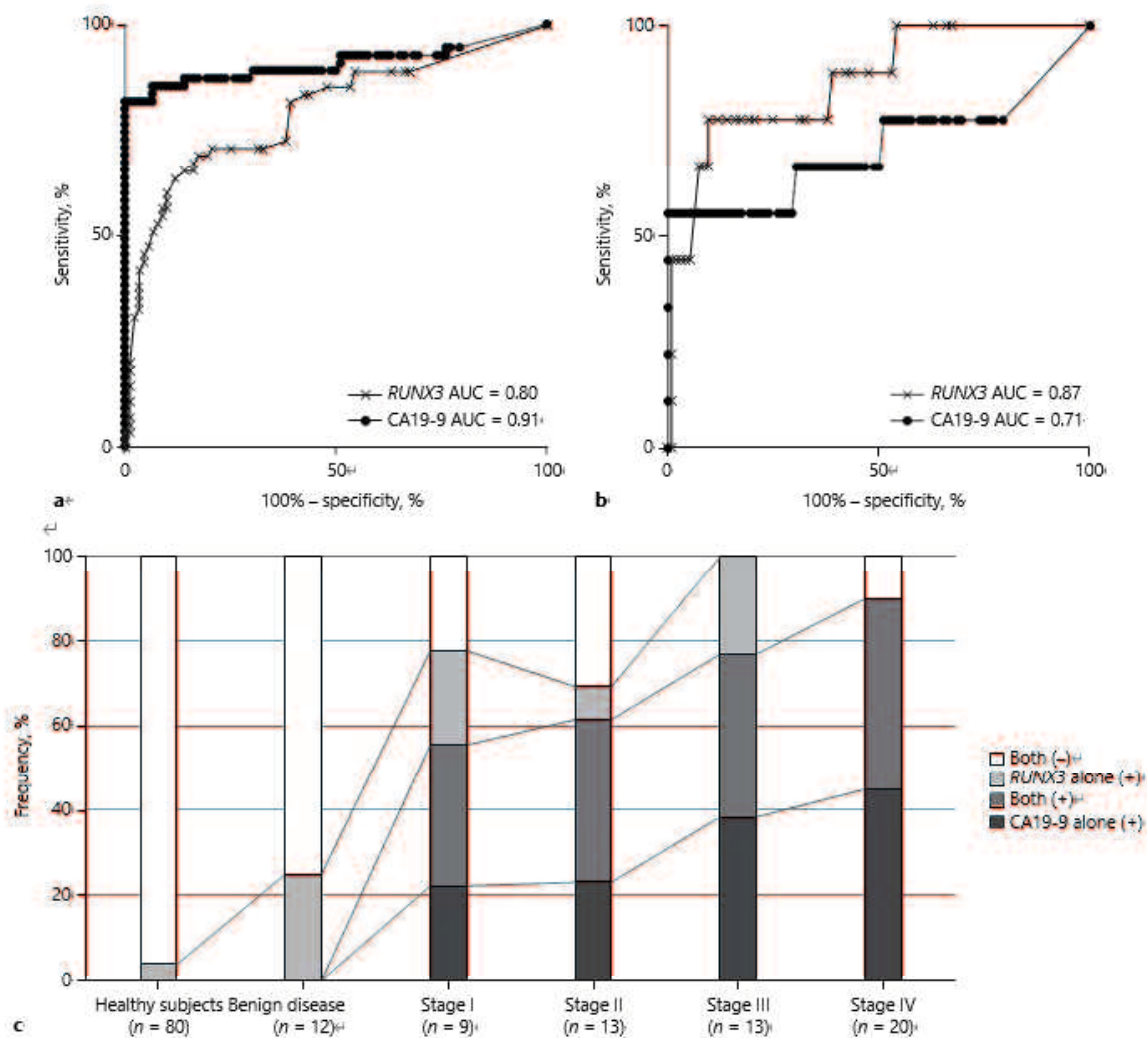 100
50
0
Sensitivity, %
RUNX3 AUC = 0.80
CA19-9 AUC = 0.91
0 50 100
100% – specificity, %
a
100
50
0
Sensitivity, %
RUNX3 AUC = 0.87
CA19-9 AUC = 0.71
0 50 100
100% – specificity, %
b
100
80
60
40
20
0
Frequency, %
Both (–)
RUNX3 alone (+)
Both (+)
CA19-9 alone (+)
Healthy subjects Benign disease Stage I Stage II Stage III Stage IV
(n = 80) (n = 12) (n = 9) (n = 13) (n = 13) (n = 20)
c